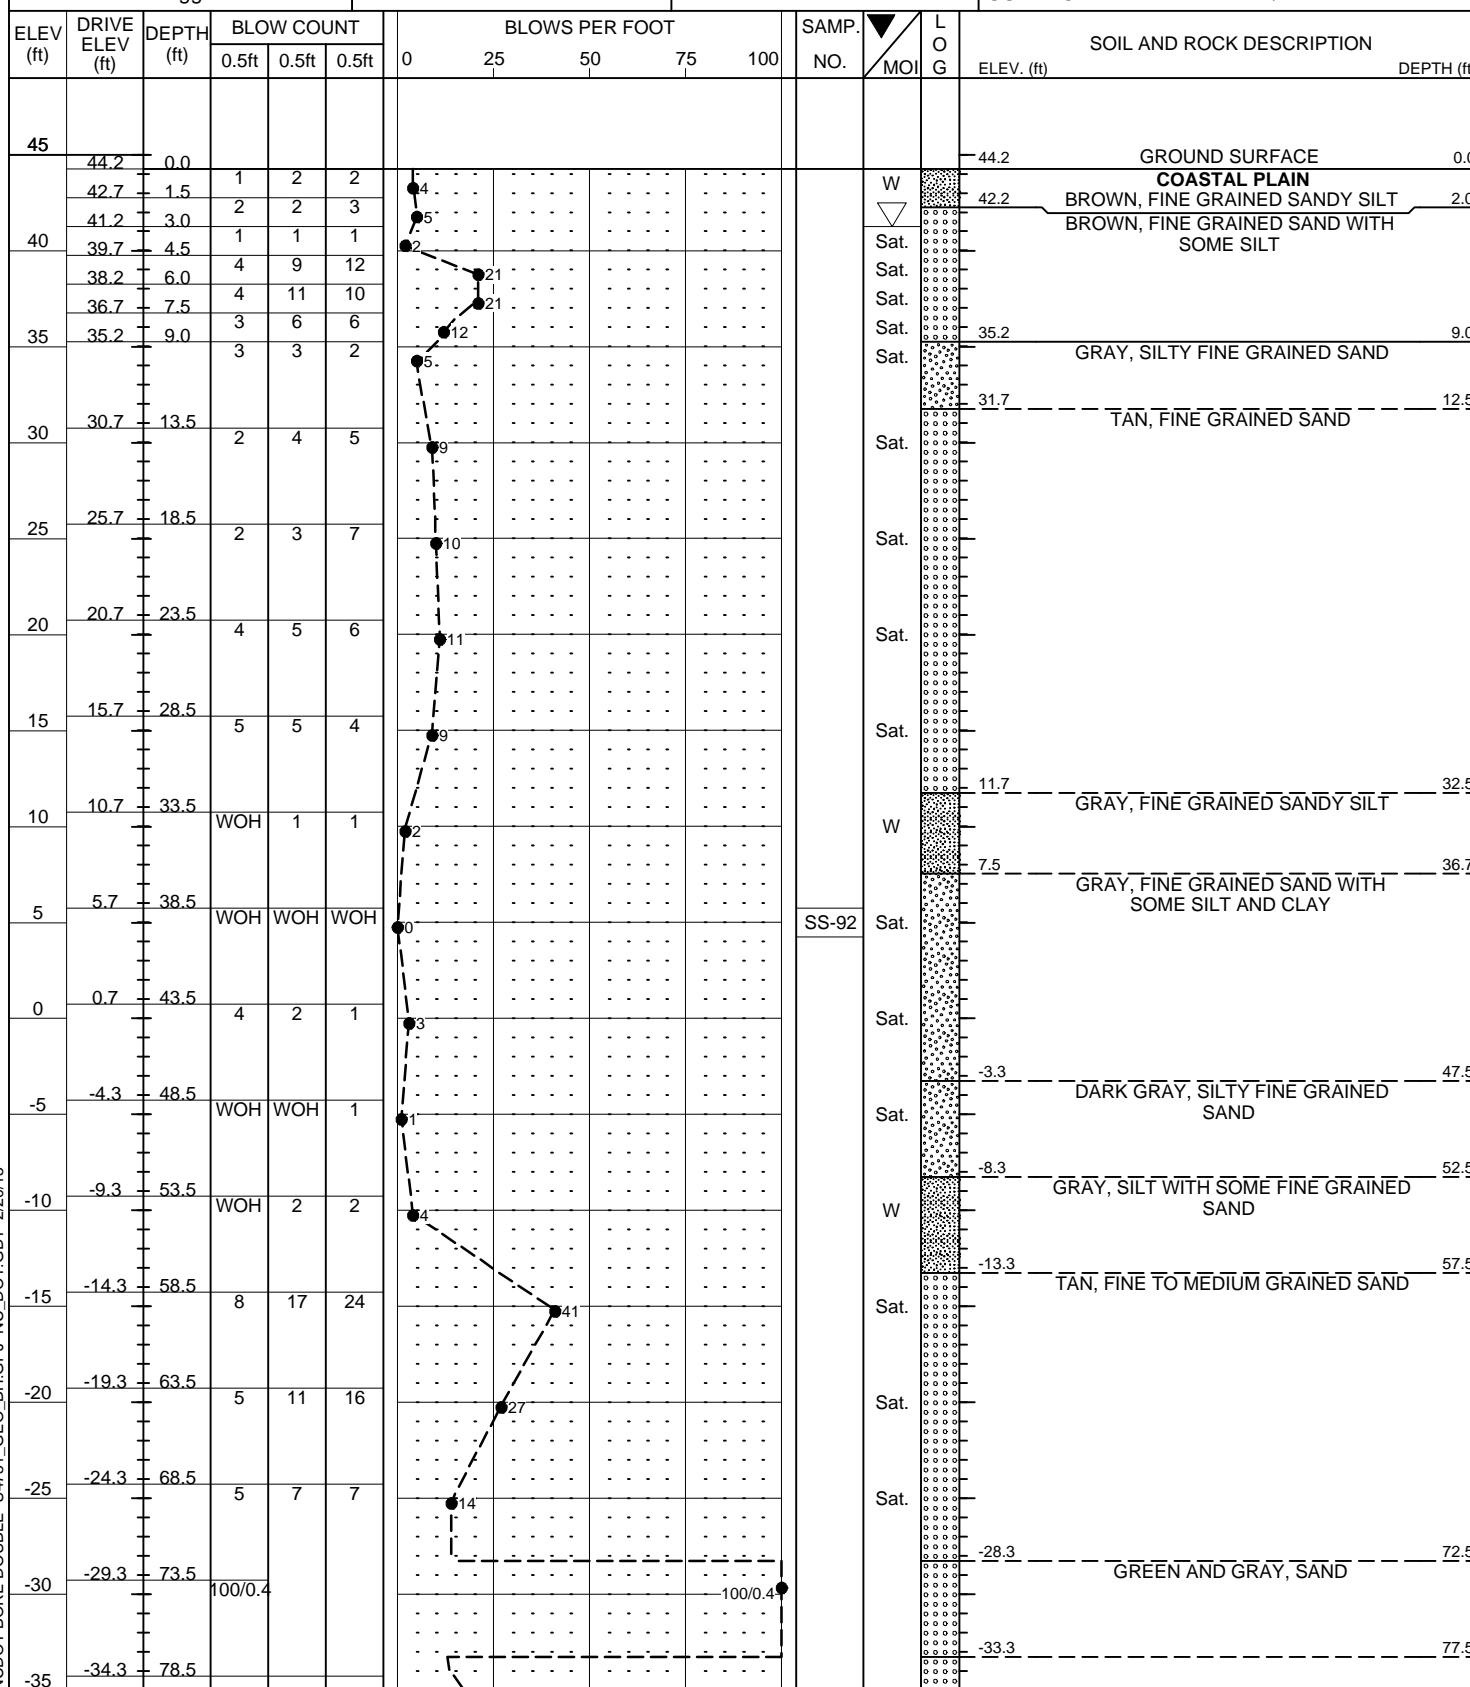 ELEV (ft) DRIVE ELEV (ft) DEPTH (ft) BLOW COUNT BLOWS PER FOOT SAMP. NO. MOI L O G SOIL AND ROCK DESCRIPTION
0.5ft 0.5ft 0.5ft 0 25 50 75 100 ELEV. (ft) DEPTH (ft
45
44.2 0.0 44.2 GROUND SURFACE 0.0
1 2 2 4 W COASTAL PLAIN
42.7 1.5 42.2 BROWN, FINE GRAINED SANDY SILT 2.0
2 2 3 5 BROWN, FINE GRAINED SAND WITH
41.2 3.0 SOME SILT
40 1 1 1 2 Sat.
39.7 4.5
4 9 12 21 Sat.
38.2 6.0
4 11 10 21 Sat.
36.7 7.5
3 6 6 12 Sat.
35 35.2 9.0 35.2 9.0
3 3 2 5 Sat. GRAY, SILTY FINE GRAINED SAND
31.7 12.5
30.7 13.5 TAN, FINE GRAINED SAND
30 2 4 5 9 Sat.
25.7 18.5
25 2 3 7 10 Sat.
20.7 23.5
20 4 5 6 11 Sat.
15.7 28.5
15 5 5 4 9 Sat.
11.7 32.5
10.7 33.5 GRAY, FINE GRAINED SANDY SILT
10 WOH 1 1 2 W
7.5 36.7
GRAY, FINE GRAINED SAND WITH
5.7 38.5 SOME SILT AND CLAY
5 WOH WOH WOH 0 SS-92 Sat.
0.7 43.5
0 4 2 1 3 Sat.
-3.3 47.5
-4.3 48.5 DARK GRAY, SILTY FINE GRAINED
-5 WOH WOH 1 1 Sat. SAND
-8.3 52.5
-9.3 53.5 GRAY, SILT WITH SOME FINE GRAINED
-10 WOH 2 2 4 W SAND
-13.3 57.5
-14.3 58.5 TAN, FINE TO MEDIUM GRAINED SAND
-15 8 17 24 41 Sat.
-19.3 63.5
-20 5 11 16 27 Sat.
-24.3 68.5
-25 5 7 7 14 Sat.
-28.3 72.5
-29.3 73.5 GREEN AND GRAY, SAND
-30 100/0.4 100/0.4
-33.3 77.5
-34.3 78.5
-35